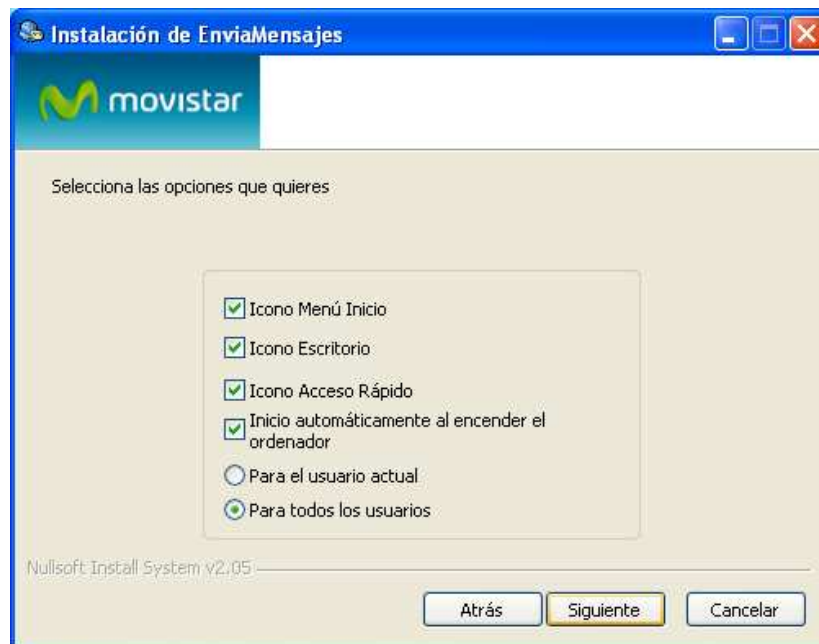 Instalación de EnviaMensajes
movistar
Selecciona las opciones que quieres
Icono Menú Inicio
Icono Escritorio
Icono Acceso Rápido
Inicio automáticamente al encender el
ordenador
Para el usuario actual
Para todos los usuarios
Nullsoft Install System v2.05
Atrás Siguiente Cancelar